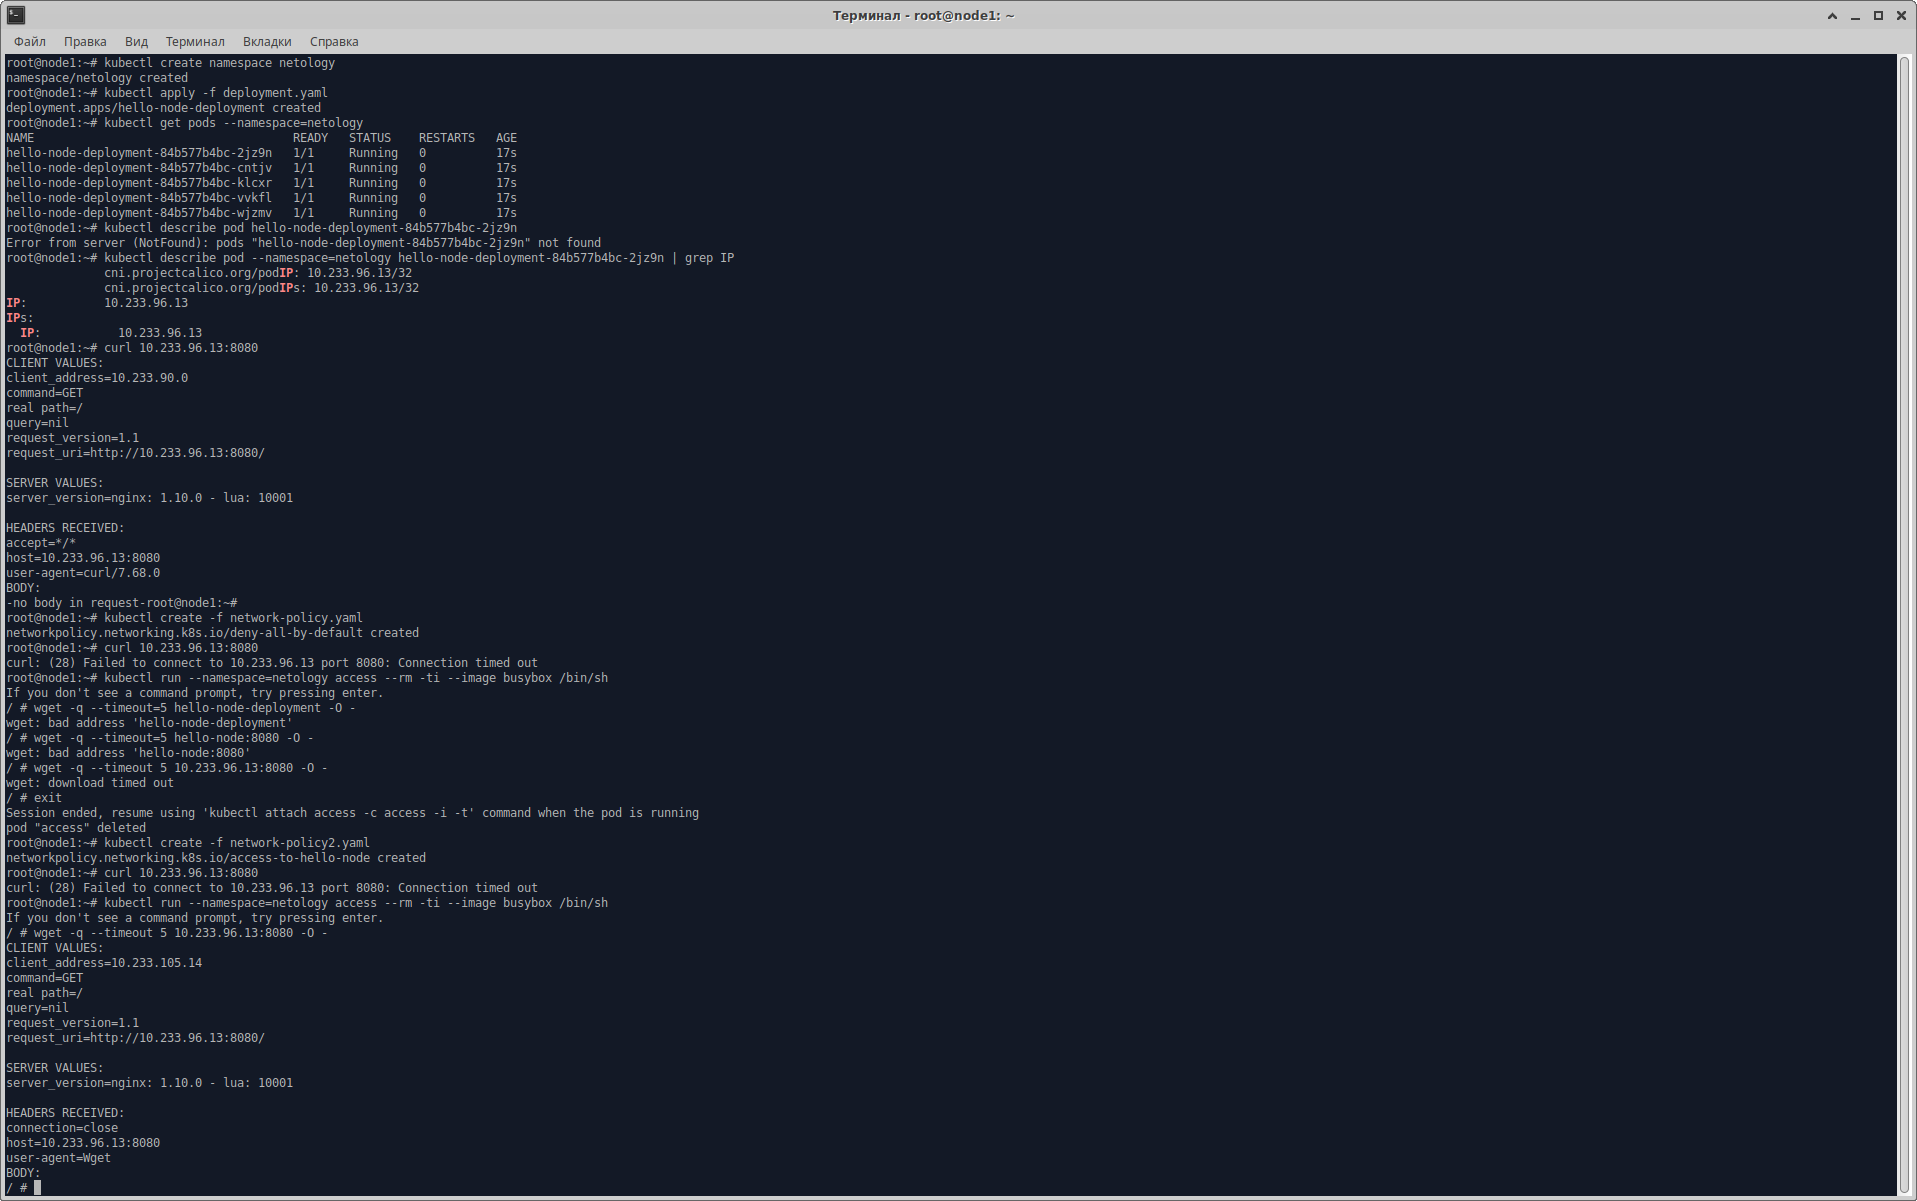 Терминал - root@node1: ~
Файл Правка Вид Терминал Вкладки Справка
root@node1:~# kubectl create namespace netology
namespace/netology created
root@node1:~# kubectl apply -f deployment.yaml
deployment.apps/hello-node-deployment created
root@node1:~# kubectl get pods --namespace=netology
NAME                                     READY   STATUS    RESTARTS   AGE
hello-node-deployment-84b577b4bc-2jz9n   1/1     Running   0          17s
hello-node-deployment-84b577b4bc-cntjv   1/1     Running   0          17s
hello-node-deployment-84b577b4bc-klcxr   1/1     Running   0          17s
hello-node-deployment-84b577b4bc-vvkfl   1/1     Running   0          17s
hello-node-deployment-84b577b4bc-wjzmv   1/1     Running   0          17s
root@node1:~# kubectl describe pod hello-node-deployment-84b577b4bc-2jz9n
Error from server (NotFound): pods "hello-node-deployment-84b577b4bc-2jz9n" not found
root@node1:~# kubectl describe pod --namespace=netology hello-node-deployment-84b577b4bc-2jz9n | grep IP
              cni.projectcalico.org/podIP: 10.233.96.13/32
              cni.projectcalico.org/podIPs: 10.233.96.13/32
IP:           10.233.96.13
IPs:
  IP:           10.233.96.13
root@node1:~# curl 10.233.96.13:8080
CLIENT VALUES:
client_address=10.233.90.0
command=GET
real path=/
query=nil
request_version=1.1
request_uri=http://10.233.96.13:8080/

SERVER VALUES:
server_version=nginx: 1.10.0 - lua: 10001

HEADERS RECEIVED:
accept=*/*
host=10.233.96.13:8080
user-agent=curl/7.68.0
BODY:
-no body in request-root@node1:~#
root@node1:~# kubectl create -f network-policy.yaml
networkpolicy.networking.k8s.io/deny-all-by-default created
root@node1:~# curl 10.233.96.13:8080
curl: (28) Failed to connect to 10.233.96.13 port 8080: Connection timed out
root@node1:~# kubectl run --namespace=netology access --rm -ti --image busybox /bin/sh
If you don't see a command prompt, try pressing enter.
/ # wget -q --timeout=5 hello-node-deployment -O -
wget: bad address 'hello-node-deployment'
/ # wget -q --timeout=5 hello-node:8080 -O -
wget: bad address 'hello-node:8080'
/ # wget -q --timeout 5 10.233.96.13:8080 -O -
wget: download timed out
/ # exit
Session ended, resume using 'kubectl attach access -c access -i -t' command when the pod is running
pod "access" deleted
root@node1:~# kubectl create -f network-policy2.yaml
networkpolicy.networking.k8s.io/access-to-hello-node created
root@node1:~# curl 10.233.96.13:8080
curl: (28) Failed to connect to 10.233.96.13 port 8080: Connection timed out
root@node1:~# kubectl run --namespace=netology access --rm -ti --image busybox /bin/sh
If you don't see a command prompt, try pressing enter.
/ # wget -q --timeout 5 10.233.96.13:8080 -O -
CLIENT VALUES:
client_address=10.233.105.14
command=GET
real path=/
query=nil
request_version=1.1
request_uri=http://10.233.96.13:8080/

SERVER VALUES:
server_version=nginx: 1.10.0 - lua: 10001

HEADERS RECEIVED:
connection=close
host=10.233.96.13:8080
user-agent=Wget
BODY:
/ #